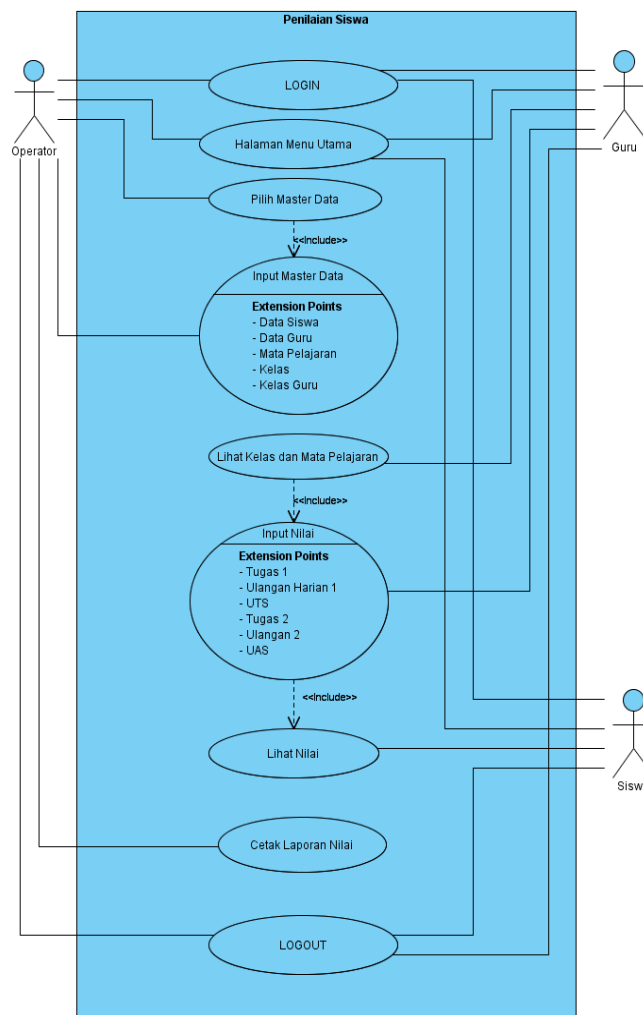 Penilaian Siswa
LOGIN
Operator
Guru
Halaman Menu Utama
Pilih Master Data
<<Include>>
Input Master Data
Extension Points
- Data Siswa
- Data Guru
- Mata Pelajaran
- Kelas
- Kelas Guru
Lihat Kelas dan Mata Pelajaran
<<Include>>
Input Nilai
Extension Points
- Tugas 1
- Ulangan Harian 1
- UTS
- Tugas 2
- Ulangan 2
- UAS
<<Include>>
Lihat Nilai
Sisw
Cetak Laporan Nilai
LOGOUT